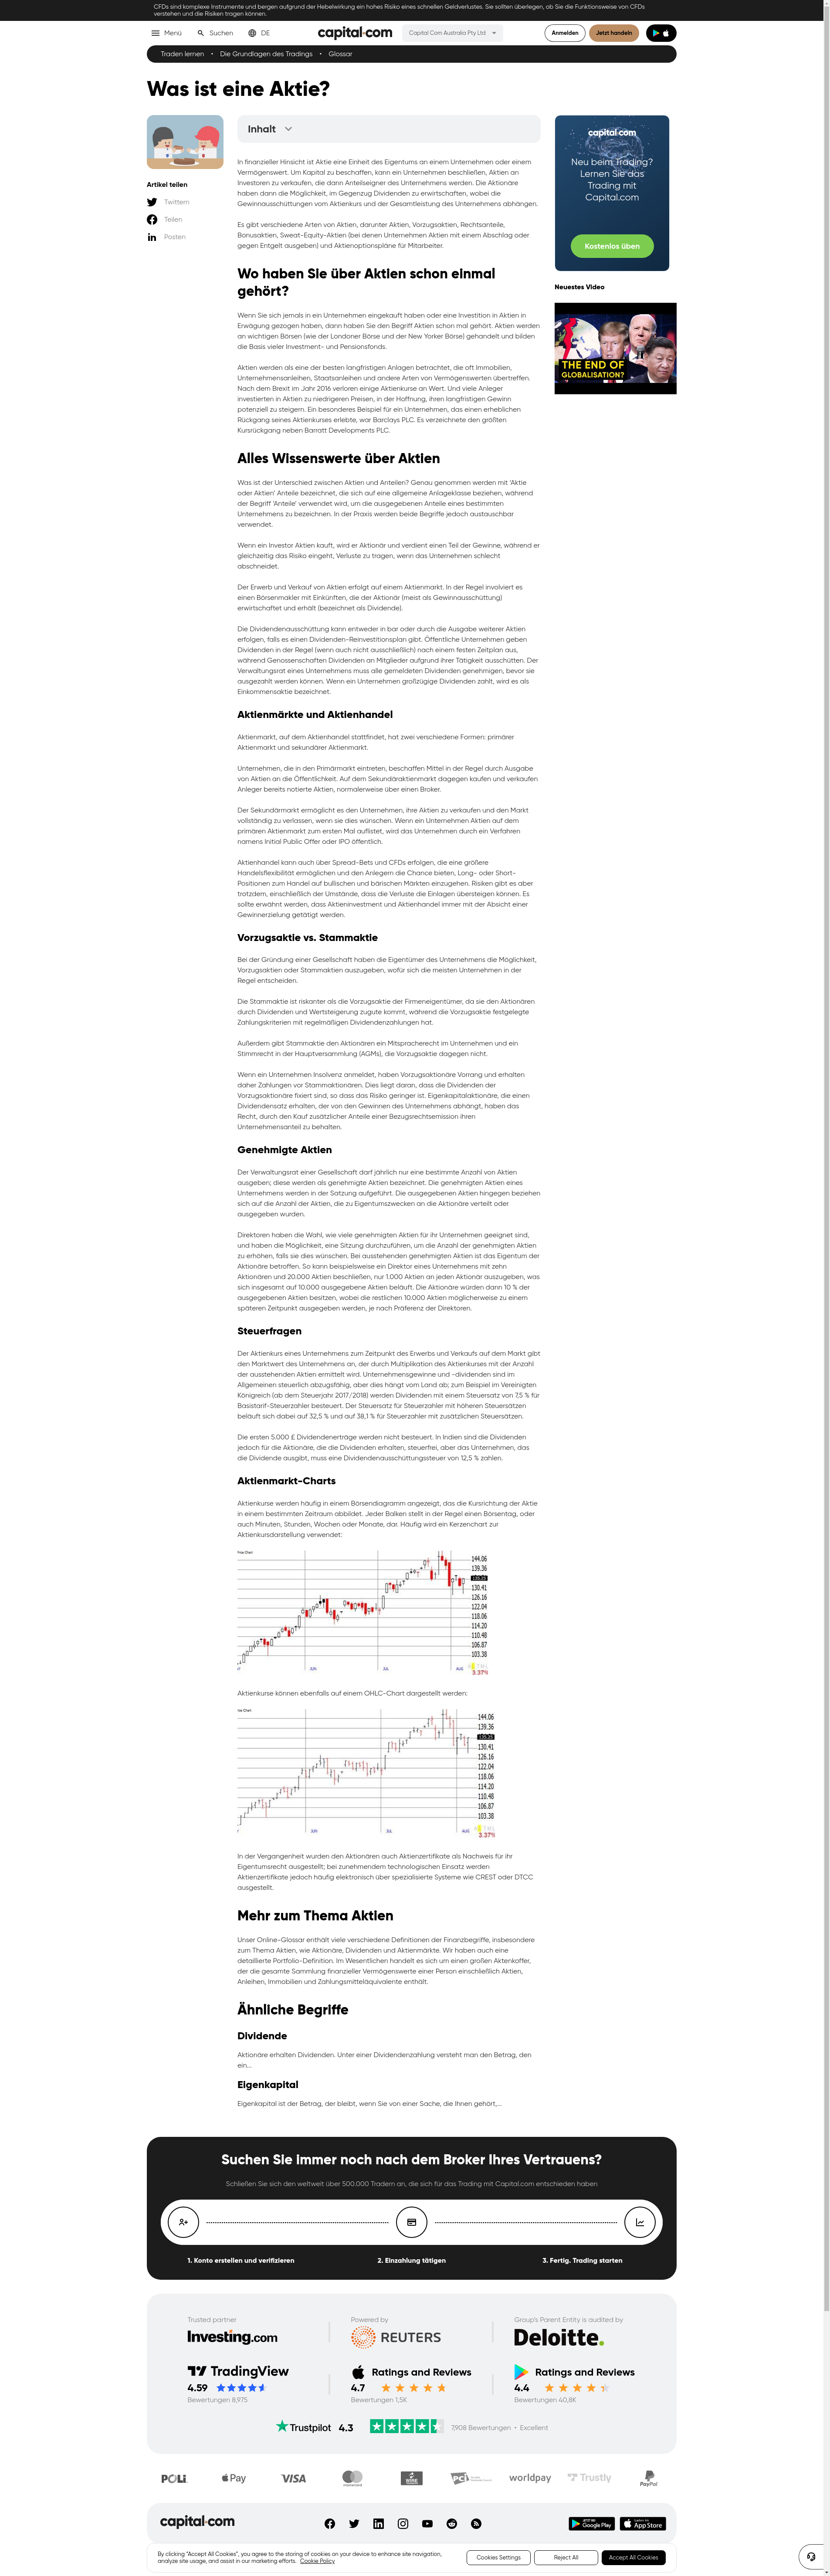 CFDs sind komplexe Instrumente und bergen aufgrund der Hebelwirkung ein hohes Risiko eines schnellen Geldverlustes. Sie sollten überlegen, ob Sie die Funktionsweise von CFDs
verstehen und die Risiken tragen können.
Menü Suchen DE capital.com Capital Com Australia Pty Ltd Anmelden Jetzt handeln
Traden lernen • Die Grundlagen des Tradings • Glossar
Was ist eine Aktie?
Artikel teilen
Twittern
Teilen
Posten
Inhalt
In finanzieller Hinsicht ist Aktie eine Einheit des Eigentums an einem Unternehmen oder einem
Vermögenswert. Um Kapital zu beschaffen, kann ein Unternehmen beschließen, Aktien an
Investoren zu verkaufen, die dann Anteilseigner des Unternehmens werden. Die Aktionäre
haben dann die Möglichkeit, im Gegenzug Dividenden zu erwirtschaften, wobei die
Gewinnausschüttungen vom Aktienkurs und der Gesamtleistung des Unternehmens abhängen.
Es gibt verschiedene Arten von Aktien, darunter Aktien, Vorzugsaktien, Rechtsanteile,
Bonusaktien, Sweat-Equity-Aktien (bei denen Unternehmen Aktien mit einem Abschlag oder
gegen Entgelt ausgeben) und Aktienoptionspläne für Mitarbeiter.
Wo haben Sie über Aktien schon einmal
gehört?
Wenn Sie sich jemals in ein Unternehmen eingekauft haben oder eine Investition in Aktien in
Erwägung gezogen haben, dann haben Sie den Begriff Aktien schon mal gehört. Aktien werden
an wichtigen Börsen (wie der Londoner Börse und der New Yorker Börse) gehandelt und bilden
die Basis vieler Investment- und Pensionsfonds.
Aktien werden als eine der besten langfristigen Anlagen betrachtet, die oft Immobilien,
Unternehmensanleihen, Staatsanleihen und andere Arten von Vermögenswerten übertreffen.
Nach dem Brexit im Jahr 2016 verloren einige Aktienkurse an Wert. Und viele Anleger
investierten in Aktien zu niedrigeren Preisen, in der Hoffnung, ihren langfristigen Gewinn
potenziell zu steigern. Ein besonderes Beispiel für ein Unternehmen, das einen erheblichen
Rückgang seines Aktienkurses erlebte, war Barclays PLC. Es verzeichnete den größten
Kursrückgang neben Barratt Developments PLC.
Alles Wissenswerte über Aktien
Was ist der Unterschied zwischen Aktien und Anteilen? Genau genommen werden mit 'Aktie
oder Aktien' Anteile bezeichnet, die sich auf eine allgemeine Anlageklasse beziehen, während
der Begriff 'Anteile' verwendet wird, um die ausgegebenen Anteile eines bestimmten
Unternehmens zu bezeichnen. In der Praxis werden beide Begriffe jedoch austauschbar
verwendet.
Wenn ein Investor Aktien kauft, wird er Aktionär und verdient einen Teil der Gewinne, während er
gleichzeitig das Risiko eingeht, Verluste zu tragen, wenn das Unternehmen schlecht
abschneidet.
Der Erwerb und Verkauf von Aktien erfolgt auf einem Aktienmarkt. In der Regel involviert es
einen Börsenmakler mit Einkünften, die der Aktionär (meist als Gewinnausschüttung)
erwirtschaftet und erhält (bezeichnet als Dividende).
Die Dividendenausschüttung kann entweder in bar oder durch die Ausgabe weiterer Aktien
erfolgen, falls es einen Dividenden-Reinvestitionsplan gibt. Öffentliche Unternehmen geben
Dividenden in der Regel (wenn auch nicht ausschließlich) nach einem festen Zeitplan aus,
während Genossenschaften Dividenden an Mitglieder aufgrund ihrer Tätigkeit ausschütten. Der
Verwaltungsrat eines Unternehmens muss alle gemeldeten Dividenden genehmigen, bevor sie
ausgezahlt werden können. Wenn ein Unternehmen großzügige Dividenden zahlt, wird es als
Einkommensaktie bezeichnet.
Aktienmärkte und Aktienhandel
Aktienmarkt, auf dem Aktienhandel stattfindet, hat zwei verschiedene Formen: primärer
Aktienmarkt und sekundärer Aktienmarkt.
Unternehmen, die in den Primärmarkt eintreten, beschaffen Mittel in der Regel durch Ausgabe
von Aktien an die Öffentlichkeit. Auf dem Sekundäraktienmarkt dagegen kaufen und verkaufen
Anleger bereits notierte Aktien, normalerweise über einen Broker.
Der Sekundärmarkt ermöglicht es den Unternehmen, ihre Aktien zu verkaufen und den Markt
vollständig zu verlassen, wenn sie dies wünschen. Wenn ein Unternehmen Aktien auf dem
primären Aktienmarkt zum ersten Mal auflistet, wird das Unternehmen durch ein Verfahren
namens Initial Public Offer oder IPO öffentlich.
Aktienhandel kann auch über Spread-Bets und CFDs erfolgen, die eine größere
Handelsflexibilität ermöglichen und den Anlegern die Chance bieten, Long- oder Short-
Positionen zum Handel auf bullischen und bärischen Märkten einzugehen. Risiken gibt es aber
trotzdem, einschließlich der Umstände, dass die Verluste die Einlagen übersteigen können. Es
sollte erwähnt werden, dass Aktieninvestment und Aktienhandel immer mit der Absicht einer
Gewinnerzielung getätigt werden.
Vorzugsaktie vs. Stammaktie
Bei der Gründung einer Gesellschaft haben die Eigentümer des Unternehmens die Möglichkeit,
Vorzugsaktien oder Stammaktien auszugeben, wofür sich die meisten Unternehmen in der
Regel entscheiden.
Die Stammaktie ist riskanter als die Vorzugsaktie der Firmeneigentümer, da sie den Aktionären
durch Dividenden und Wertsteigerung zugute kommt, während die Vorzugsaktie festgelegte
Zahlungskriterien mit regelmäßigen Dividendenzahlungen hat.
Außerdem gibt Stammaktie den Aktionären ein Mitspracherecht im Unternehmen und ein
Stimmrecht in der Hauptversammlung (AGMs), die Vorzugsaktie dagegen nicht.
Wenn ein Unternehmen Insolvenz anmeldet, haben Vorzugsaktionäre Vorrang und erhalten
daher Zahlungen vor Stammaktionären. Dies liegt daran, dass die Dividenden der
Vorzugsaktionäre fixiert sind, so dass das Risiko geringer ist. Eigenkapitalaktionäre, die einen
Dividendensatz erhalten, der von den Gewinnen des Unternehmens abhängt, haben das
Recht, durch den Kauf zusätzlicher Anteile einer Bezugsrechtsemission ihren
Unternehmensanteil zu behalten.
Genehmigte Aktien
Der Verwaltungsrat einer Gesellschaft darf jährlich nur eine bestimmte Anzahl von Aktien
ausgeben; diese werden als genehmigte Aktien bezeichnet. Die genehmigten Aktien eines
Unternehmens werden in der Satzung aufgeführt. Die ausgegebenen Aktien hingegen beziehen
sich auf die Anzahl der Aktien, die zu Eigentumszwecken an die Aktionäre verteilt oder
ausgegeben wurden.
Direktoren haben die Wahl, wie viele genehmigten Aktien für ihr Unternehmen geeignet sind,
und haben die Möglichkeit, eine Sitzung durchzuführen, um die Anzahl der genehmigten Aktien
zu erhöhen, falls sie dies wünschen. Bei ausstehenden genehmigten Aktien ist das Eigentum der
Aktionäre betroffen. So kann beispielsweise ein Direktor eines Unternehmens mit zehn
Aktionären und 20.000 Aktien beschließen, nur 1.000 Aktien an jeden Aktionär auszugeben, was
sich insgesamt auf 10.000 ausgegebene Aktien beläuft. Die Aktionäre würden dann 10 % der
ausgegebenen Aktien besitzen, wobei die restlichen 10.000 Aktien möglicherweise zu einem
späteren Zeitpunkt ausgegeben werden, je nach Präferenz der Direktoren.
Steuerfragen
Der Aktienkurs eines Unternehmens zum Zeitpunkt des Erwerbs und Verkaufs auf dem Markt gibt
den Marktwert des Unternehmens an, der durch Multiplikation des Aktienkurses mit der Anzahl
der ausstehenden Aktien ermittelt wird. Unternehmensgewinne und -dividenden sind im
Allgemeinen steuerlich abzugsfähig, aber dies hängt vom Land ab; zum Beispiel im Vereinigten
Königreich (ab dem Steuerjahr 2017/2018) werden Dividenden mit einem Steuersatz von 7,5 % für
Basistarif-Steuerzahler besteuert. Der Steuersatz für Steuerzahler mit höheren Steuersätzen
beläuft sich dabei auf 32,5 % und auf 38,1 % für Steuerzahler mit zusätzlichen Steuersätzen.
Die ersten 5.000 £ Dividendenerträge werden nicht besteuert. In Indien sind die Dividenden
jedoch für die Aktionäre, die die Dividenden erhalten, steuerfrei, aber das Unternehmen, das
die Dividende ausgibt, muss eine Dividendenausschüttungssteuer von 12,5 % zahlen.
Aktienmarkt-Charts
Aktienkurse werden häufig in einem Börsendiagramm angezeigt, das die Kursrichtung der Aktie
in einem bestimmten Zeitraum abbildet. Jeder Balken stellt in der Regel einen Börsentag, oder
auch Minuten, Stunden, Wochen oder Monate, dar. Häufig wird ein Kerzenchart zur
Aktienkursdarstellung verwendet:
144.06
139.36
130.41
126.16
122.04
118.06
114.20
110.48
106.87
103.38
JUN JUL AUG
3.37%
Aktienkurse können ebenfalls auf einem OHLC-Chart dargestellt werden:
144.06
139.36
130.41
126.16
122.04
118.06
114.20
110.48
106.87
103.38
JUN JUL AUG
3.37%
In der Vergangenheit wurden den Aktionären auch Aktienzertifikate als Nachweis für ihr
Eigentumsrecht ausgestellt; bei zunehmendem technologischen Einsatz werden
Aktienzertifikate jedoch häufig elektronisch über spezialisierte Systeme wie CREST oder DTCC
ausgestellt.
Mehr zum Thema Aktien
Unser Online-Glossar enthält viele verschiedene Definitionen der Finanzbegriffe, insbesondere
zum Thema Aktien, wie Aktionäre, Dividenden und Aktienmärkte. Wir haben auch eine
detaillierte Portfolio-Definition. Im Wesentlichen handelt es sich um einen großen Aktenkoffer,
der die gesamte Sammlung finanzieller Vermögenswerte einer Person einschließlich Aktien,
Anleihen, Immobilien und Zahlungsmitteläquivalente enthält.
Ähnliche Begriffe
Dividende
Aktionäre erhalten Dividenden. Unter einer Dividendenzahlung versteht man den Betrag, den
ein...
Eigenkapital
Eigenkapital ist der Betrag, der bleibt, wenn Sie von einer Sache, die Ihnen gehört,...
capital.com
Neu beim Trading?
Lernen Sie das
Trading mit
Capital.com
Kostenlos üben
Neuestes Video
THE END OF
GLOBALISATION?
Suchen Sie immer noch nach dem Broker Ihres Vertrauens?
Schließen Sie sich den weltweit über 500.000 Tradern an, die sich für das Trading mit Capital.com entschieden haben
1. Konto erstellen und verifizieren 2. Einzahlung tätigen 3. Fertig. Trading starten
Trusted partner Powered by Group's Parent Entity is audited by
Investing.com REUTERS Deloitte.
TradingView Ratings and Reviews Ratings and Reviews
4.59 4.7 4.4
Bewertungen 8,975 Bewertungen 1,5K Bewertungen 40,8K
Trustpilot 4.3 7,908 Bewertungen • Excellent
POLi Pay VISA mastercard WIRE pci worldpay Trustly PayPal
capital.com Google Play App Store
By clicking “Accept All Cookies”, you agree to the storing of cookies on your device to enhance site navigation,
analyze site usage, and assist in our marketing efforts. Cookie Policy
Cookies Settings Reject All Accept All Cookies